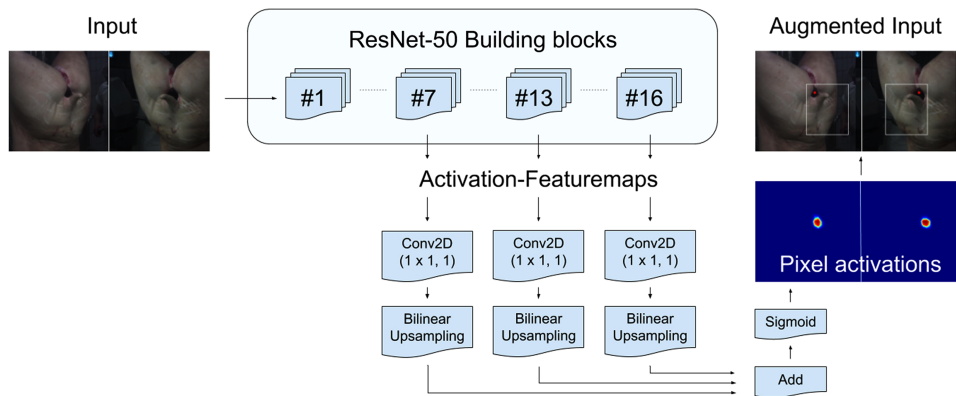 Input
ResNet-50 Building blocks
Augmented Input
#1
#7
#13
#16
Activation-Featuremaps
Conv2D
(1 x 1, 1)
Conv2D
(1 x 1, 1)
Conv2D
(1 x 1, 1)
Pixel activations
Bilinear
Upsampling
Bilinear
Upsampling
Bilinear
Upsampling
Sigmoid
Add